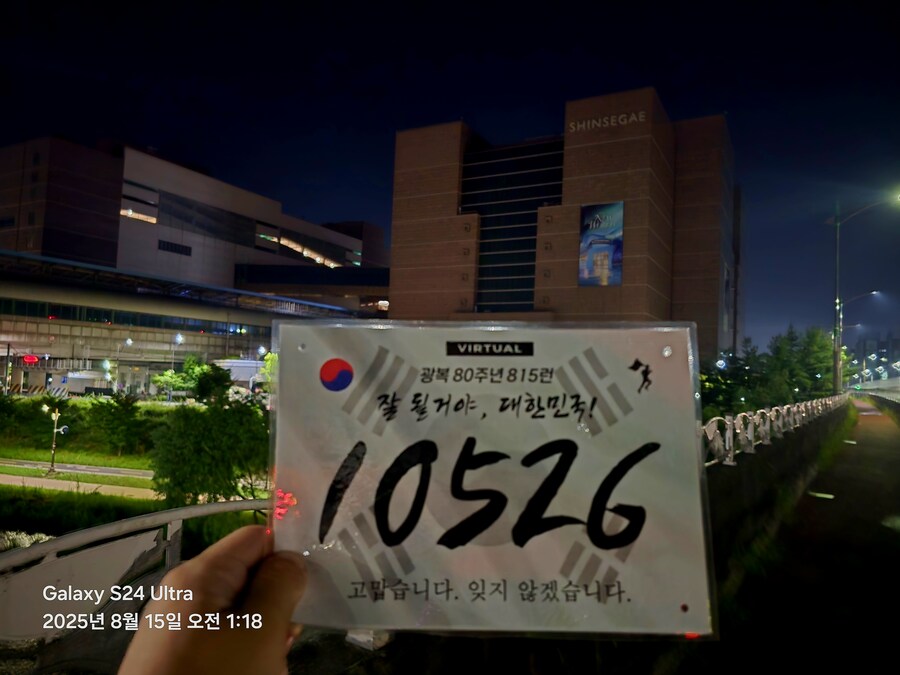 SHINSEGAE
VIRTUAL
광복 80주년 815런
잘 될거야, 대한민국!
10526
고맙습니다. 잊지 않겠습니다.
Galaxy S24 Ultra
2025년 8월 15일 오전 1:18